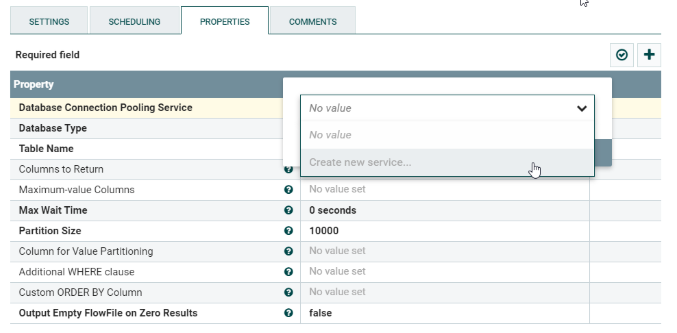 SETTINGS SCHEDULING PROPERTIES COMMENTS
Required field
Property
Database Connection Pooling Service No value
Database Type No value
Table Name
Columns to Return Create new service...
Maximum-value Columns No value set
Max Wait Time 0 seconds
Partition Size 10000
Column for Value Partitioning No value set
Additional WHERE clause No value set
Custom ORDER BY Column No value set
Output Empty FlowFile on Zero Results false